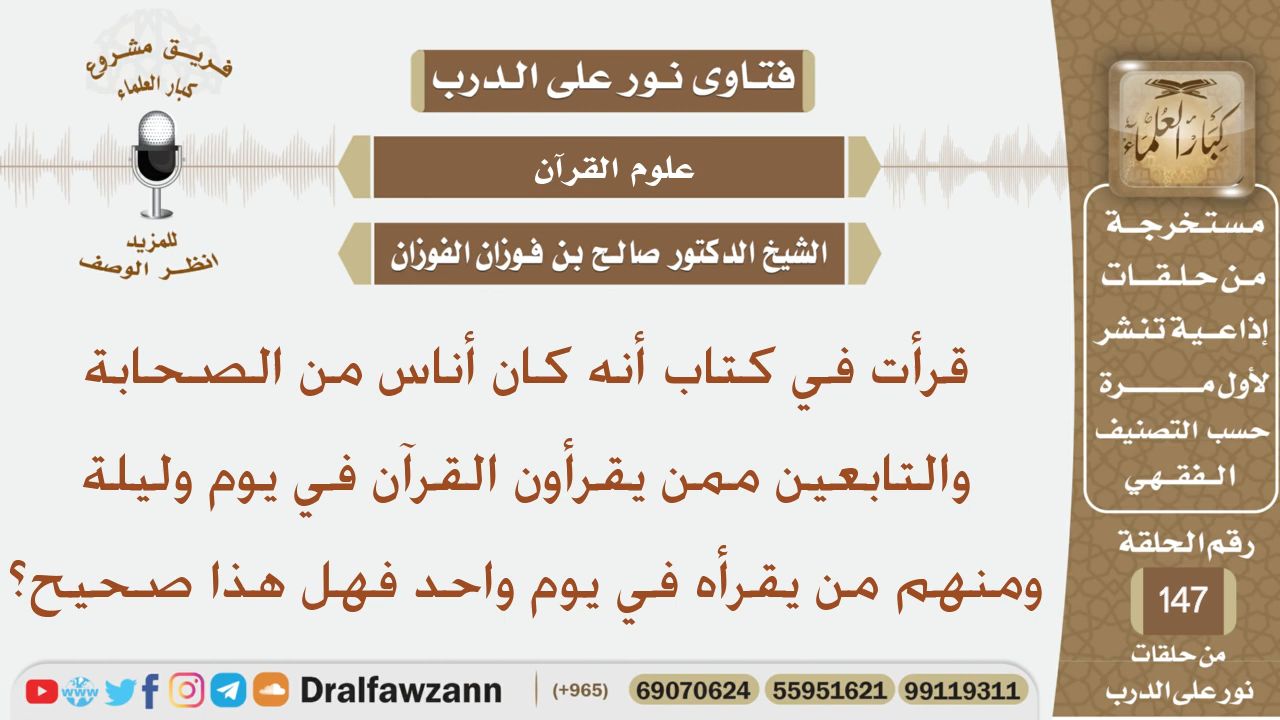 فريق مشروع
كبار العلماء
للمزيد
انظر الوصف
فتاوى نور على الدرب
علوم القرآن
الشيخ الدكتور صالح بن فوزان الفوزان
قرأت في كتاب أنه كان أناس من الصحابة
والتابعين ممن يقرأون القرآن في يوم وليلة
ومنهم من يقرأه في يوم واحد فهل هذا صحيح؟
كبار العلماء
مستخرجة
من حلقات
إذاعية تنشر
لأول مرة
حسب التصنيف
الفقهي
رقم الحلقة
147
من حلقات
نور على الدرب
www Dralfawzann (+965) 69070624 55951621 99119311